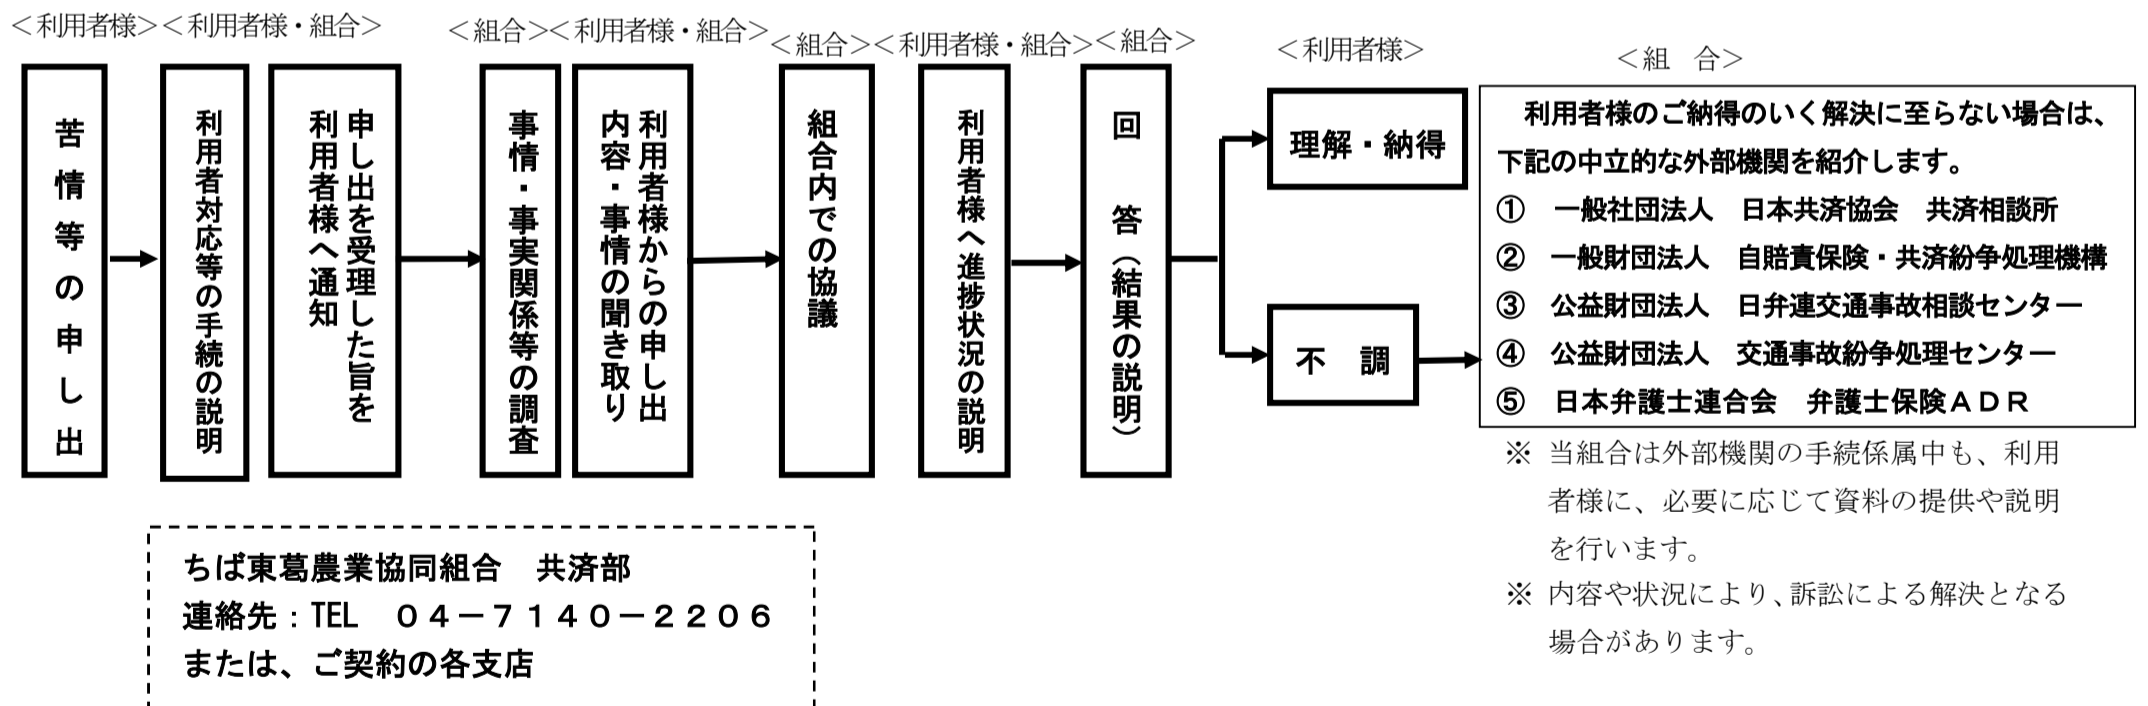 ＜利用者様＞
＜利用者様・組合＞
＜組合＞
＜利用者様・組合＞
＜組合＞
＜利用者様・組合＞
＜組合＞
＜利用者様＞
＜組　合＞
苦情等の申し出
利用者対応等の手続の説明
申し出を受理した旨を
利用者様へ通知
事情・事実関係等の調査
利用者様からの申し出
内容・事情の聞き取り
組合内での協議
利用者様へ進捗状況の説明
回　答（結果の説明）
理解・納得
不　調
利用者様のご納得のいく解決に至らない場合は、
下記の中立的な外部機関を紹介します。
①　一般社団法人　日本共済協会　共済相談所
②　一般財団法人　自賠責保険・共済紛争処理機構
③　公益財団法人　日弁連交通事故相談センター
④　公益財団法人　交通事故紛争処理センター
⑤　日本弁護士連合会　弁護士保険ＡＤＲ
※ 当組合は外部機関の手続係属中も、利用
者様に、必要に応じて資料の提供や説明
を行います。
※ 内容や状況により、訴訟による解決となる
場合があります。
ちば東葛農業協同組合　共済部
連絡先：TEL　０４－７１４０－２２０６
または、ご契約の各支店